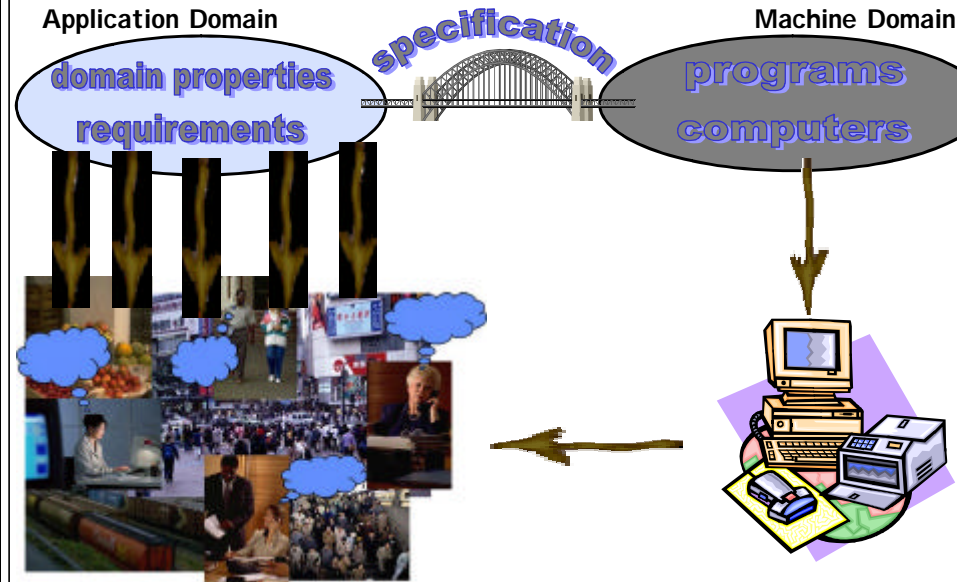 Application Domain
specification
Machine Domain
domain properties
requirements
programs
computers